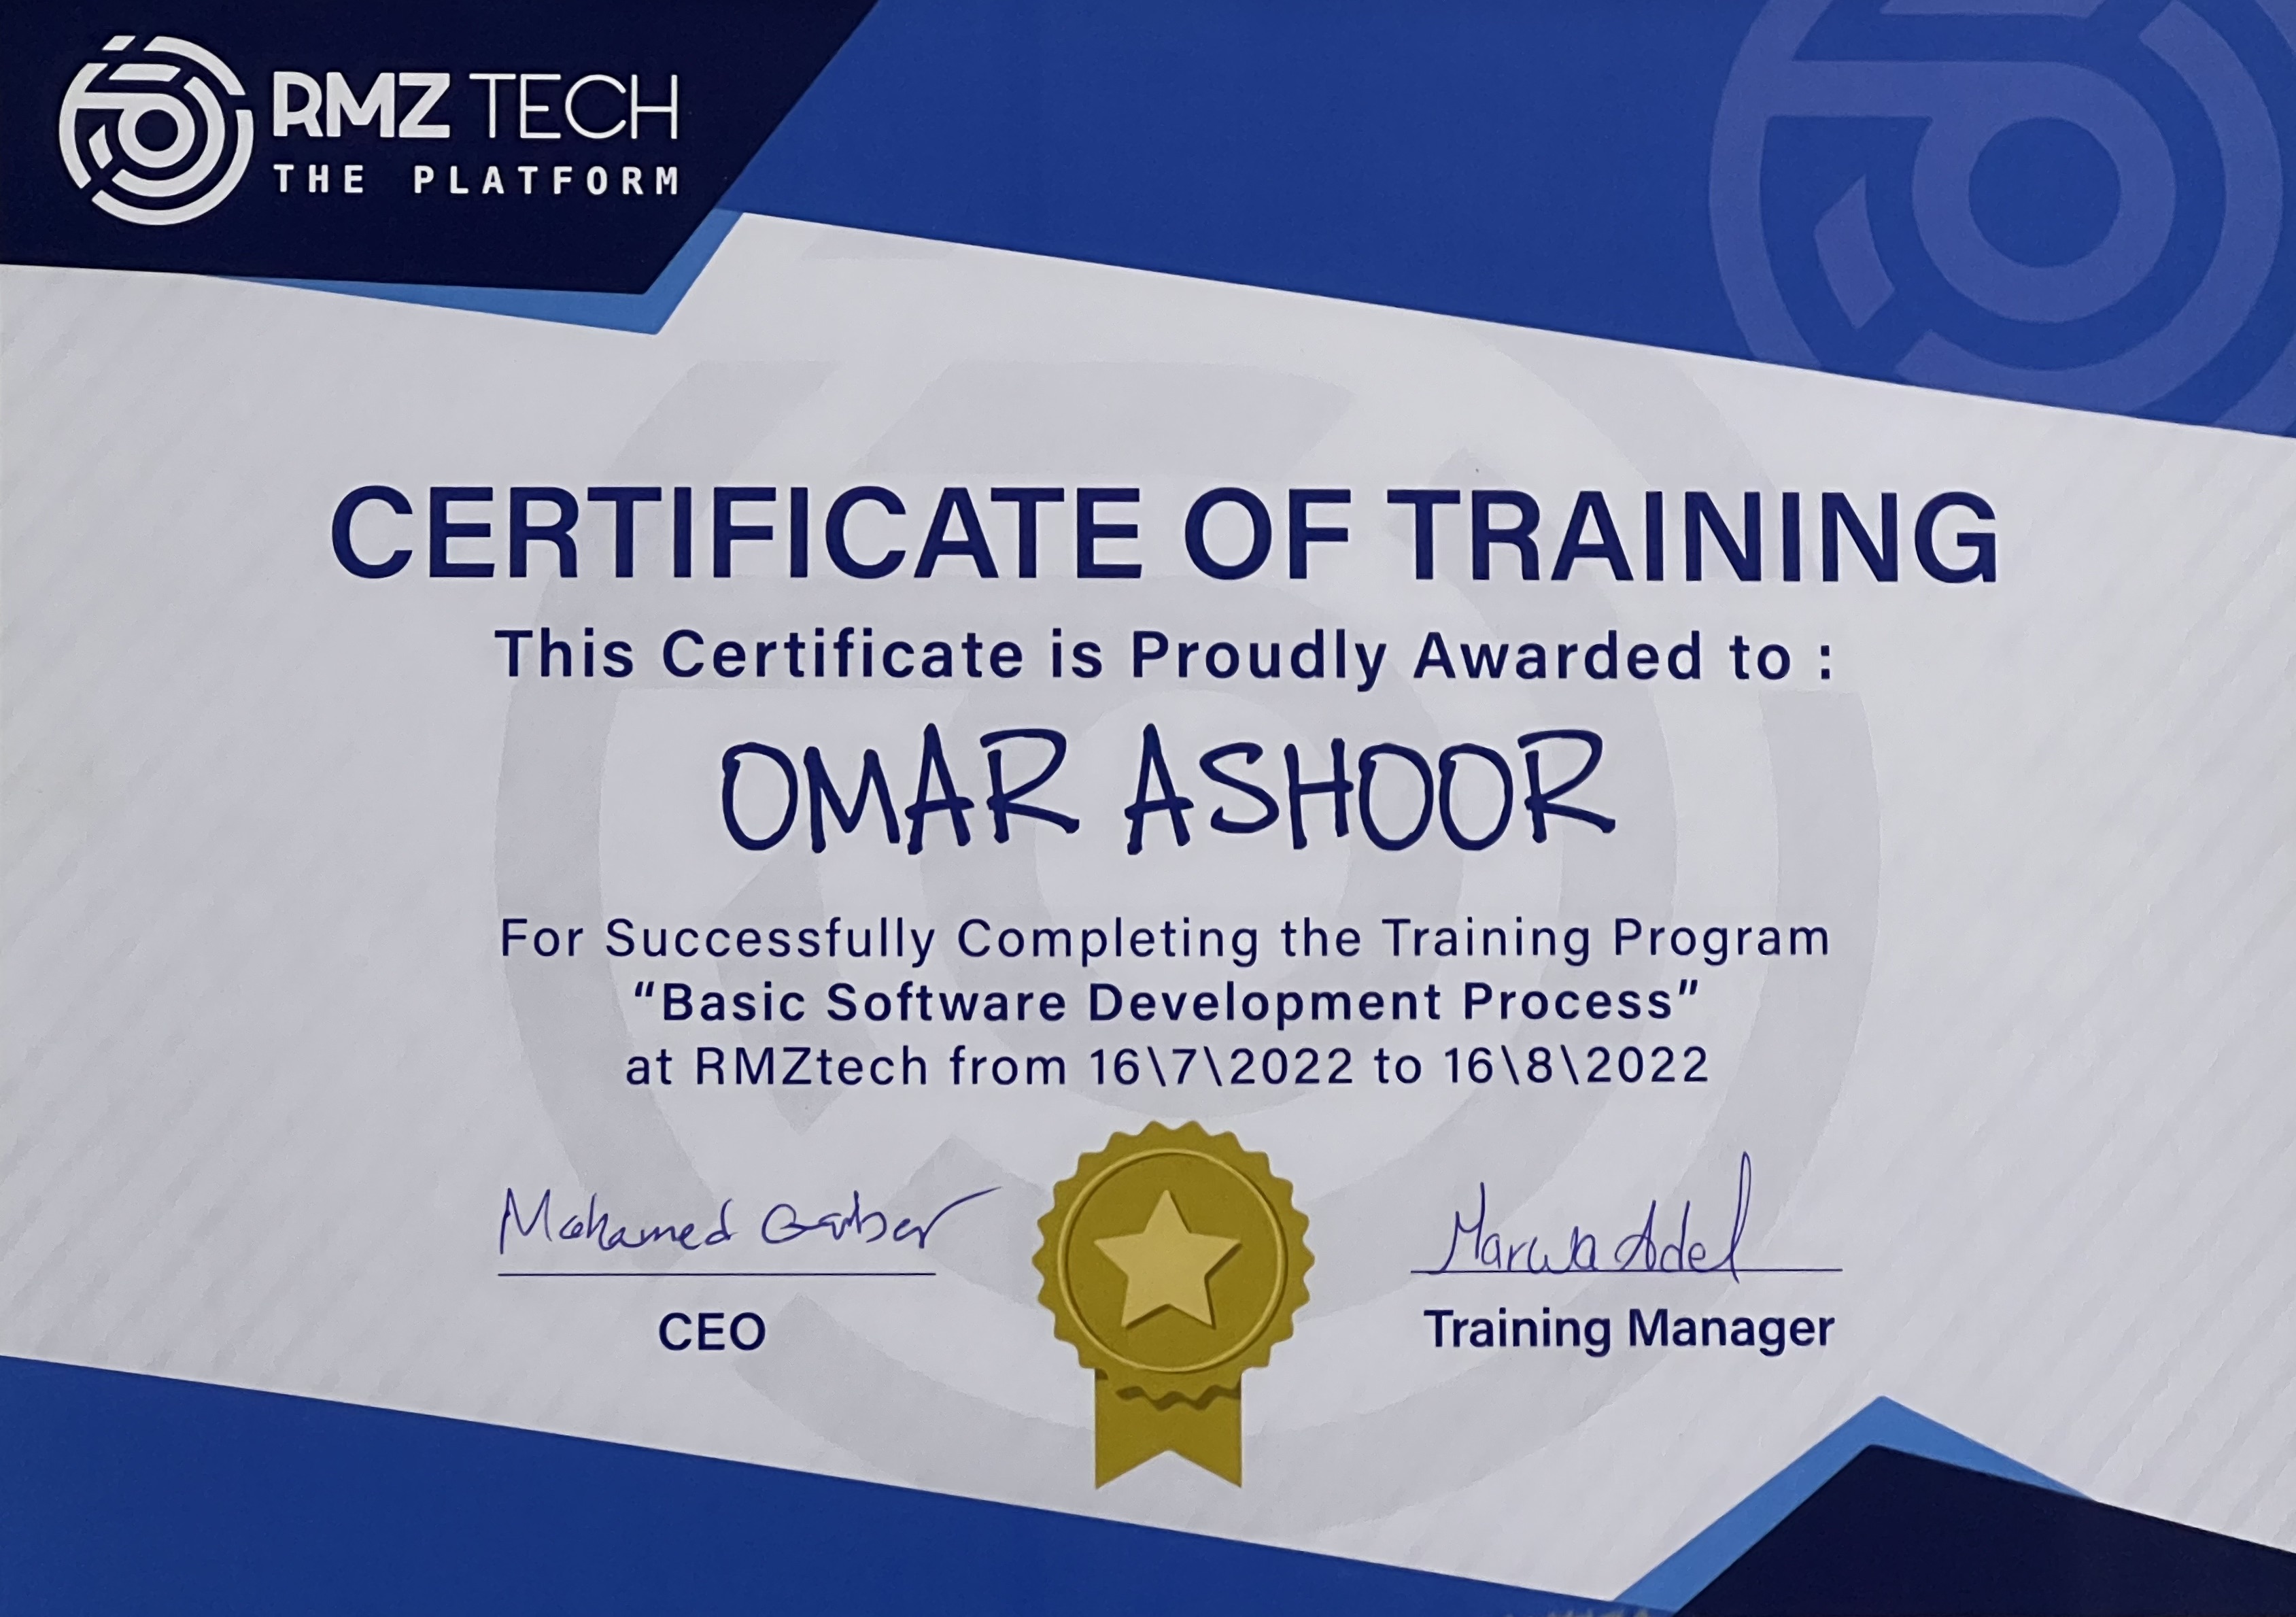 RMZ TECH
THE PLATFORM
CERTIFICATE OF TRAINING
This Certificate is Proudly Awarded to :
OMAR ASHOOR
For Successfully Completing the Training Program
“Basic Software Development Process”
at RMZtech from 16\7\2022 to 16\8\2022
Mohamed Gaber
Marwa Adel
CEO
Training Manager